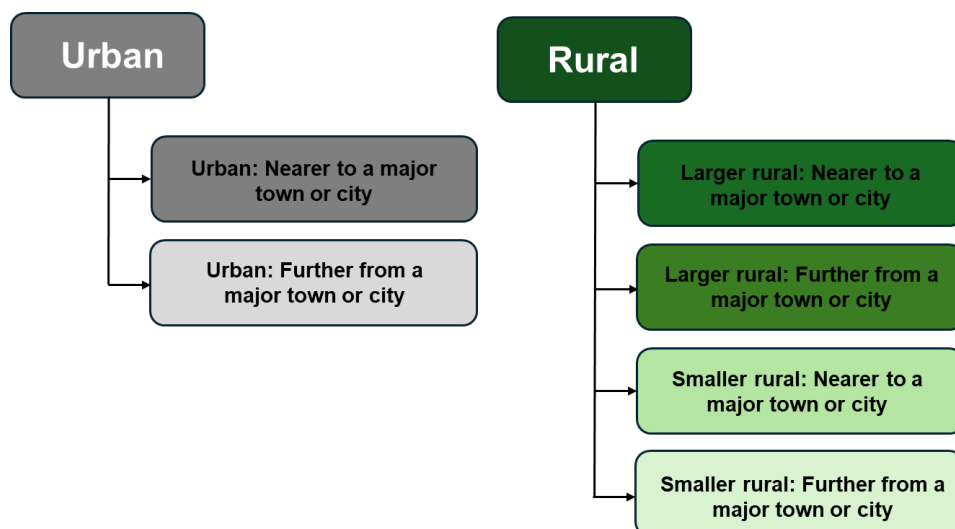 Urban
Urban: Nearer to a major
town or city
Urban: Further from a
major town or city
Rural
Larger rural: Nearer to a
major town or city
Larger rural: Further from a
major town or city
Smaller rural: Nearer to a
major town or city
Smaller rural: Further from a
major town or city